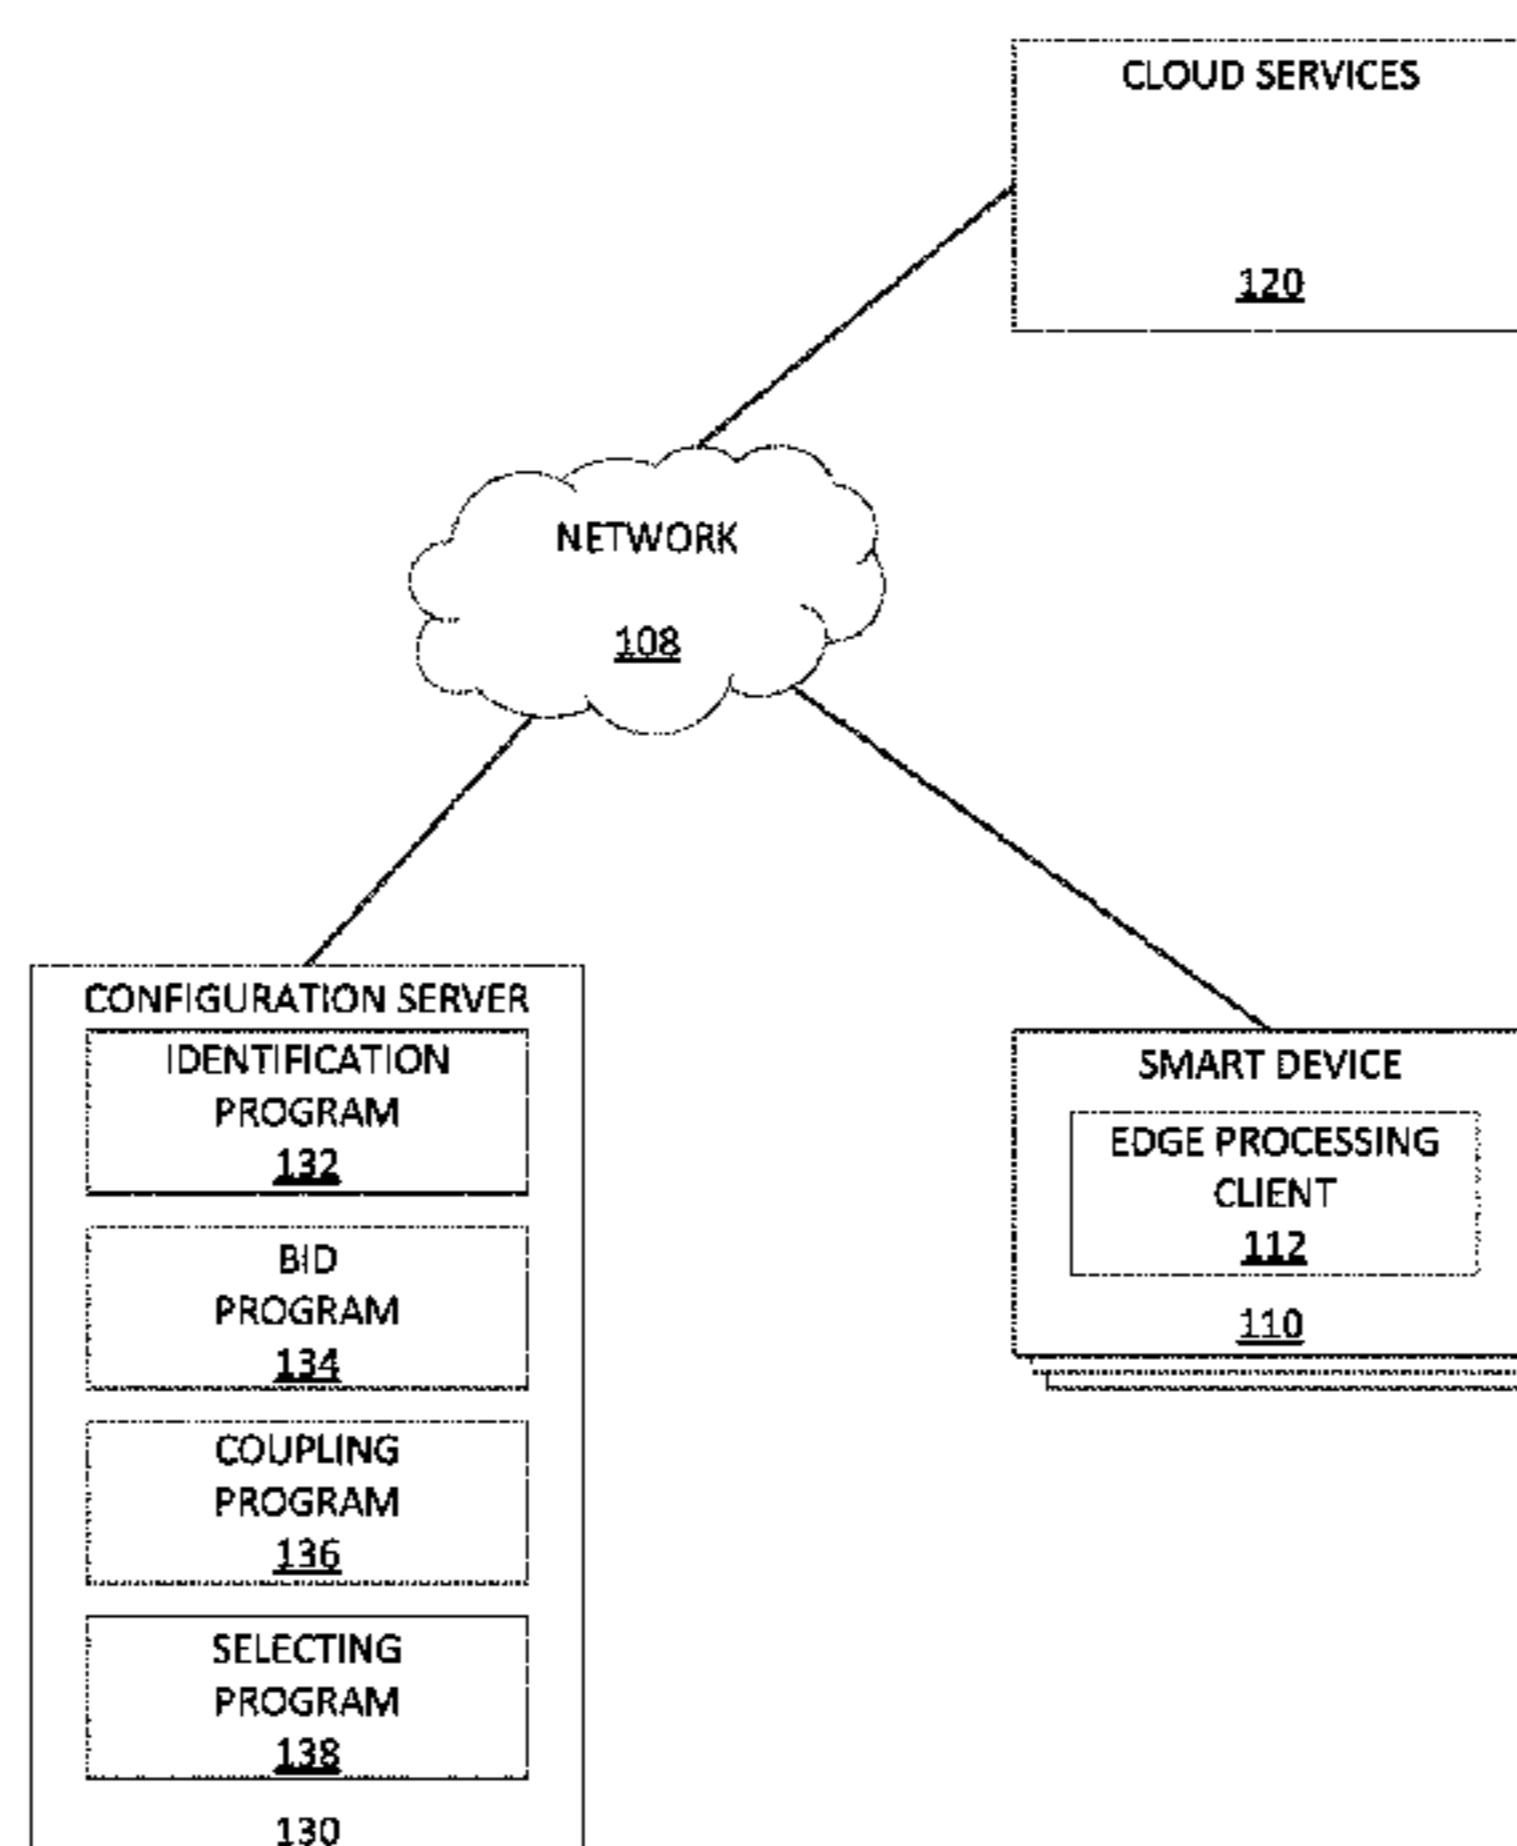 CLOUD SERVICES
120
NETWORK
108
CONFIGURATION SERVER
IDENTIFICATION
PROGRAM
132
BID
PROGRAM
134
COUPLING
PROGRAM
136
SELECTING
PROGRAM
138
130
SMART DEVICE
EDGE PROCESSING
CLIENT
112
110